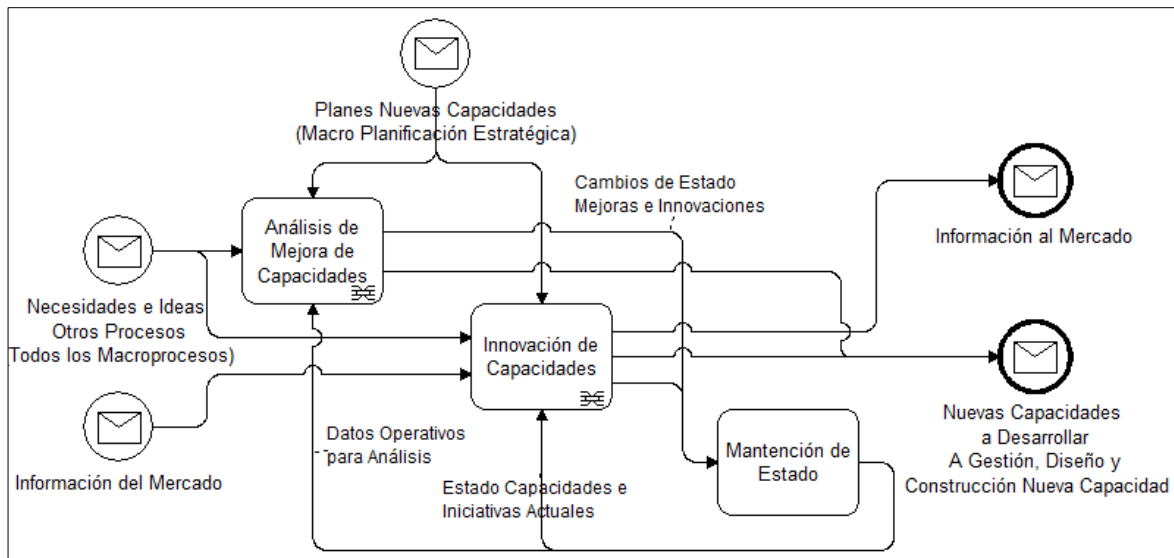 Planes Nuevas Capacidades
(Macro Planificación Estratégica)
Cambios de Estado
Mejoras e Innovaciones
Análisis de
Mejora de
Capacidades
Información al Mercado
Necesidades e Ideas
Otros Procesos
Todos los Macroprocesos)
Innovación de
Capacidades
Nuevas Capacidades
a Desarrollar
A Gestión, Diseño y
Construcción Nueva Capacidad
Información del Mercado
Datos Operativos
para Análisis
Estado Capacidades e
Iniciativas Actuales
Mantención de
Estado